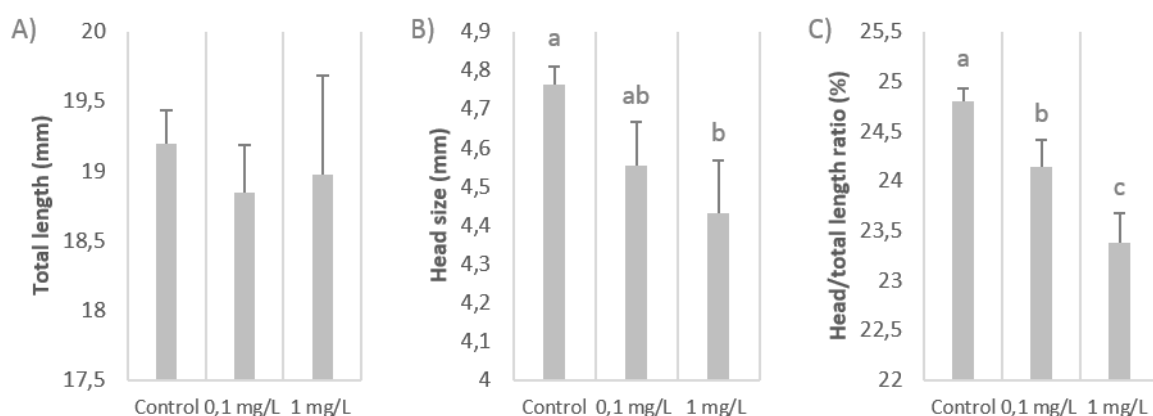 A)
Total length (mm)
20
19,5
19
18,5
18
17,5
Control 0,1 mg/L 1 mg/L
B)
Head size (mm)
4,9
4,8
4,7
4,6
4,5
4,4
4,3
4,2
4,1
4
a
ab
b
Control 0,1 mg/L 1 mg/L
C)
Head/total length ratio (%)
25,5
25
24,5
24
23,5
23
22,5
22
a
b
c
Control 0,1 mg/L 1 mg/L